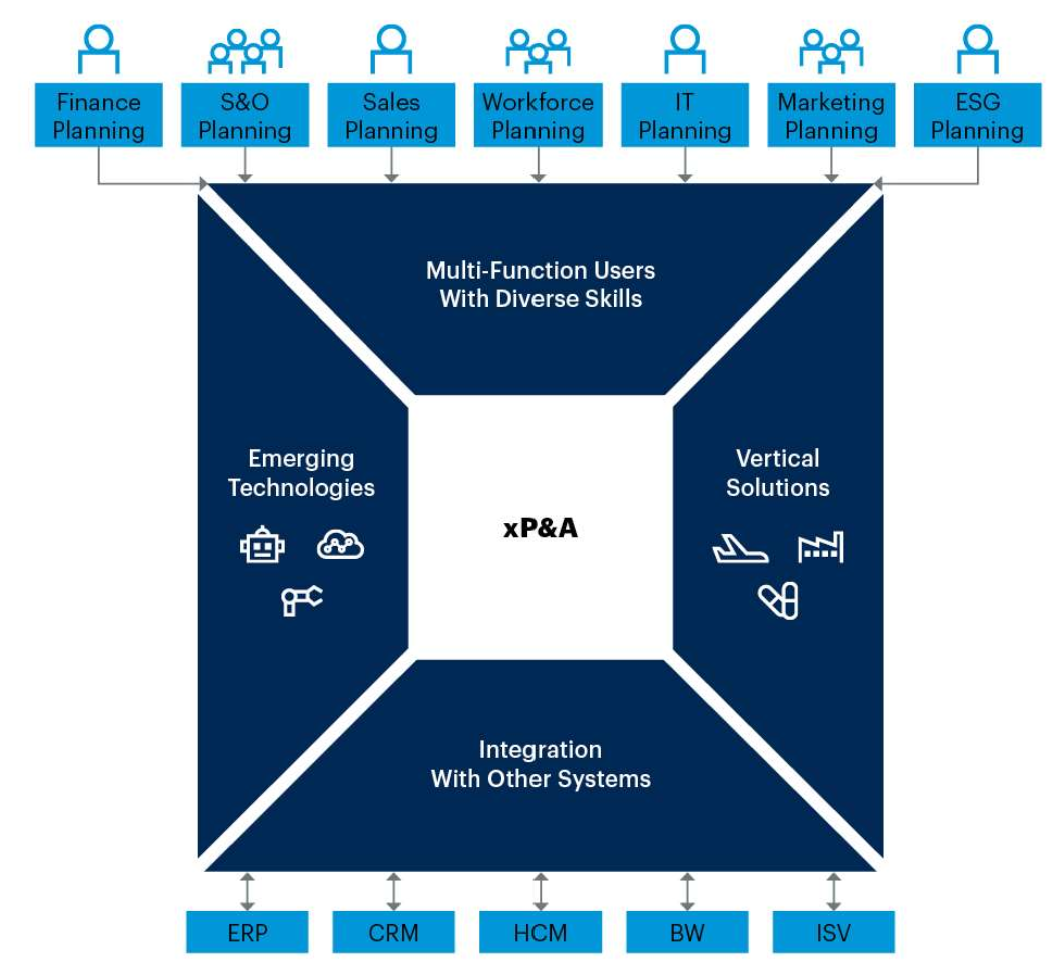 Finance
Planning
S&O
Planning
Sales
Planning
Workforce
Planning
IT
Planning
Marketing
Planning
ESG
Planning
Multi-Function Users
With Diverse Skills
Emerging
Technologies
xP&A
Vertical
Solutions
Integration
With Other Systems
ERP
CRM
HCM
BW
ISV